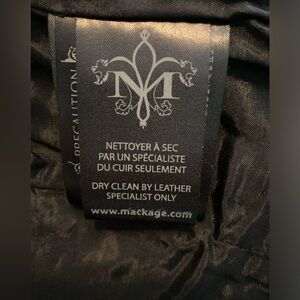 PRECAUTION
M
NETTOYER À SEC
PAR UN SPÉCIALISTE
DU CUIR SEULEMENT
DRY CLEAN BY LEATHER
SPECIALIST ONLY
www.mackage.com